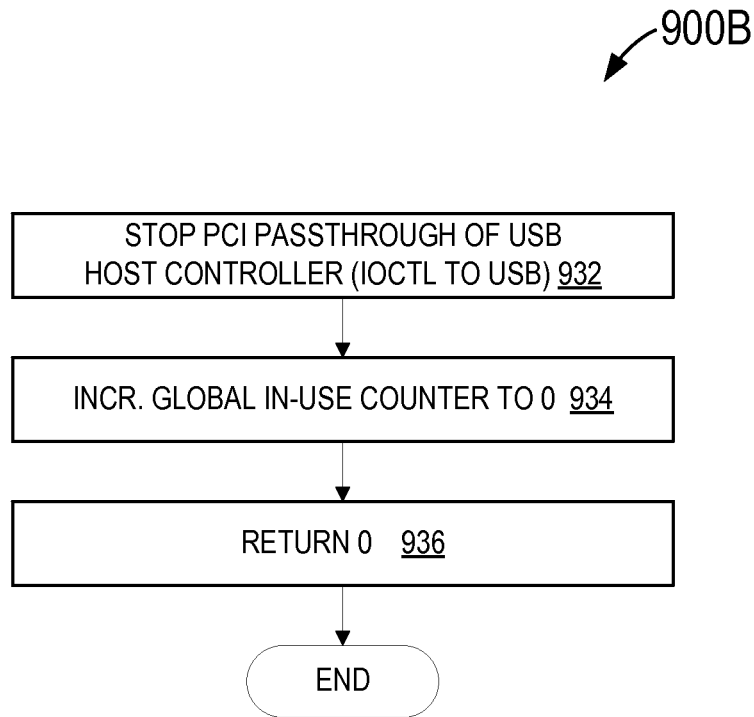 900B
STOP PCI PASSTHROUGH OF USB
HOST CONTROLLER (IOCTL TO USB) 932
INCR. GLOBAL IN-USE COUNTER TO 0 934
RETURN 0 936
END